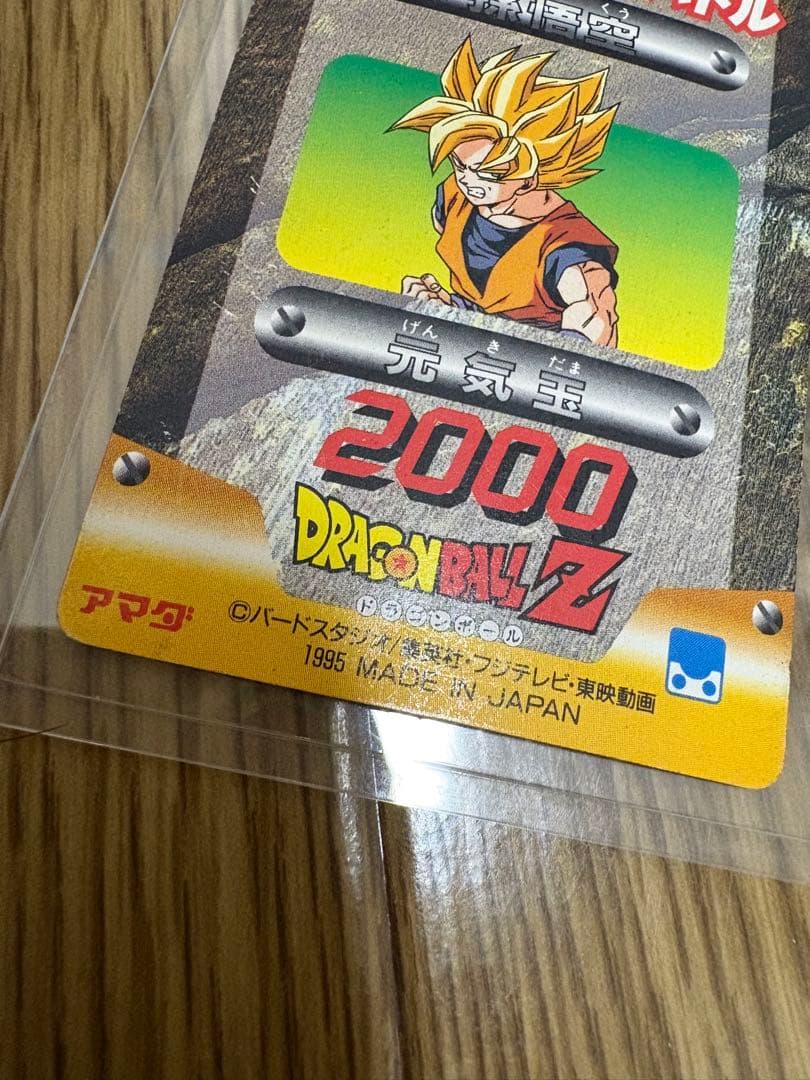 くう
孫悟空
げん き だま
元気玉
2000
DRAGON BALL Z
ドラゴンボール
アマダ
©バードスタジオ/集英社・フジテレビ・東映動画
1995 MADE IN JAPAN